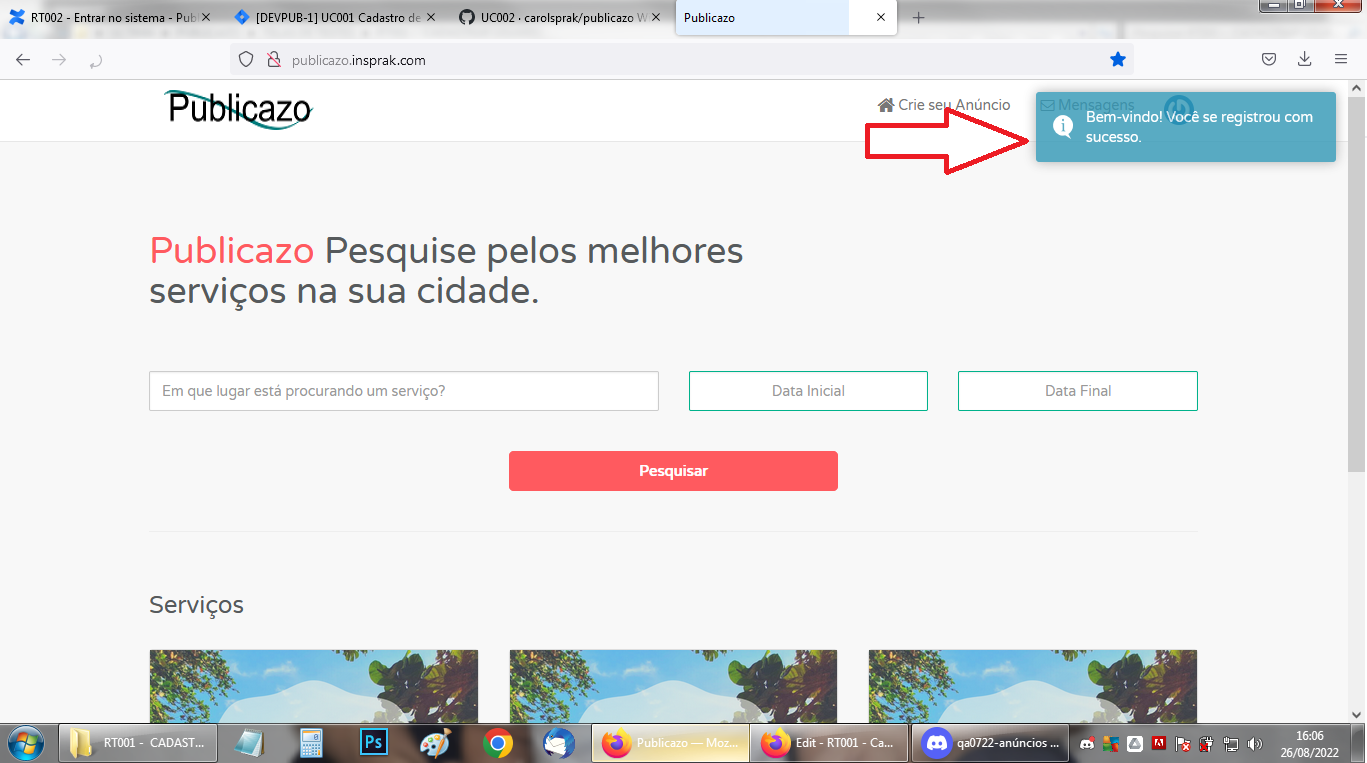 RT002 - Entrar no sistema - Publ
[DEVPUB-1] UC001 Cadastro de
UC002 · carolsprak/publicazo W
Publicazo
publicazo.insprak.com
Publicazo
Crie seu Anúncio
Mensagens
Bem-vindo! Você se registrou com
sucesso.
Publicazo Pesquise pelos melhores
serviços na sua cidade.
Em que lugar está procurando um serviço?
Data Inicial
Data Final
Pesquisar
Serviços
RT001 - CADAST...
Ps
Publicazo — Moz...
Edit - RT001 - Ca...
qa0722-anúncios ...
16:06
26/08/2022